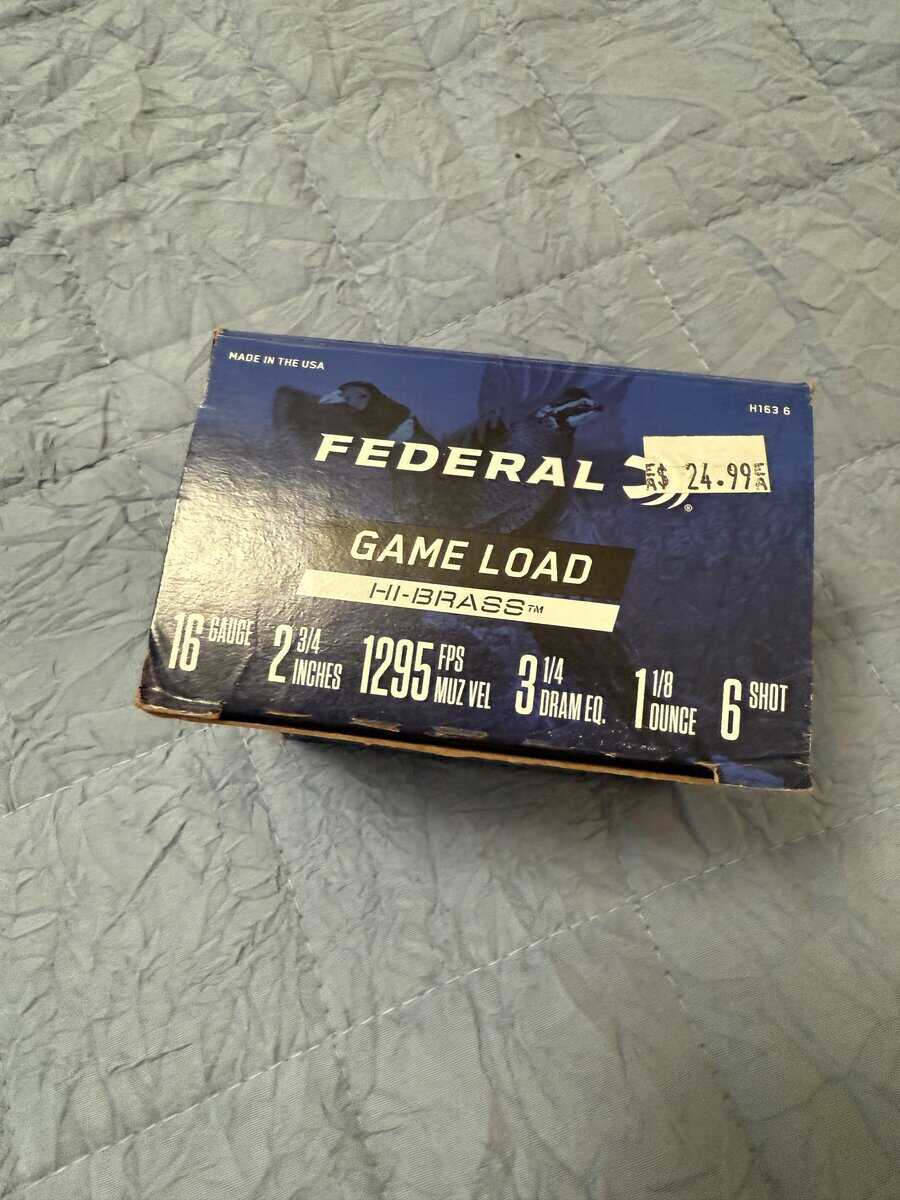 MADE IN THE USA
H163 6
FEDERAL
$ 24.99
GAME LOAD
HI-BRASS™
16 GAUGE 2 3/4 INCHES 1295 FPS MUZ VEL 3 1/4 DRAM EQ. 1 1/8 OUNCE 6 SHOT